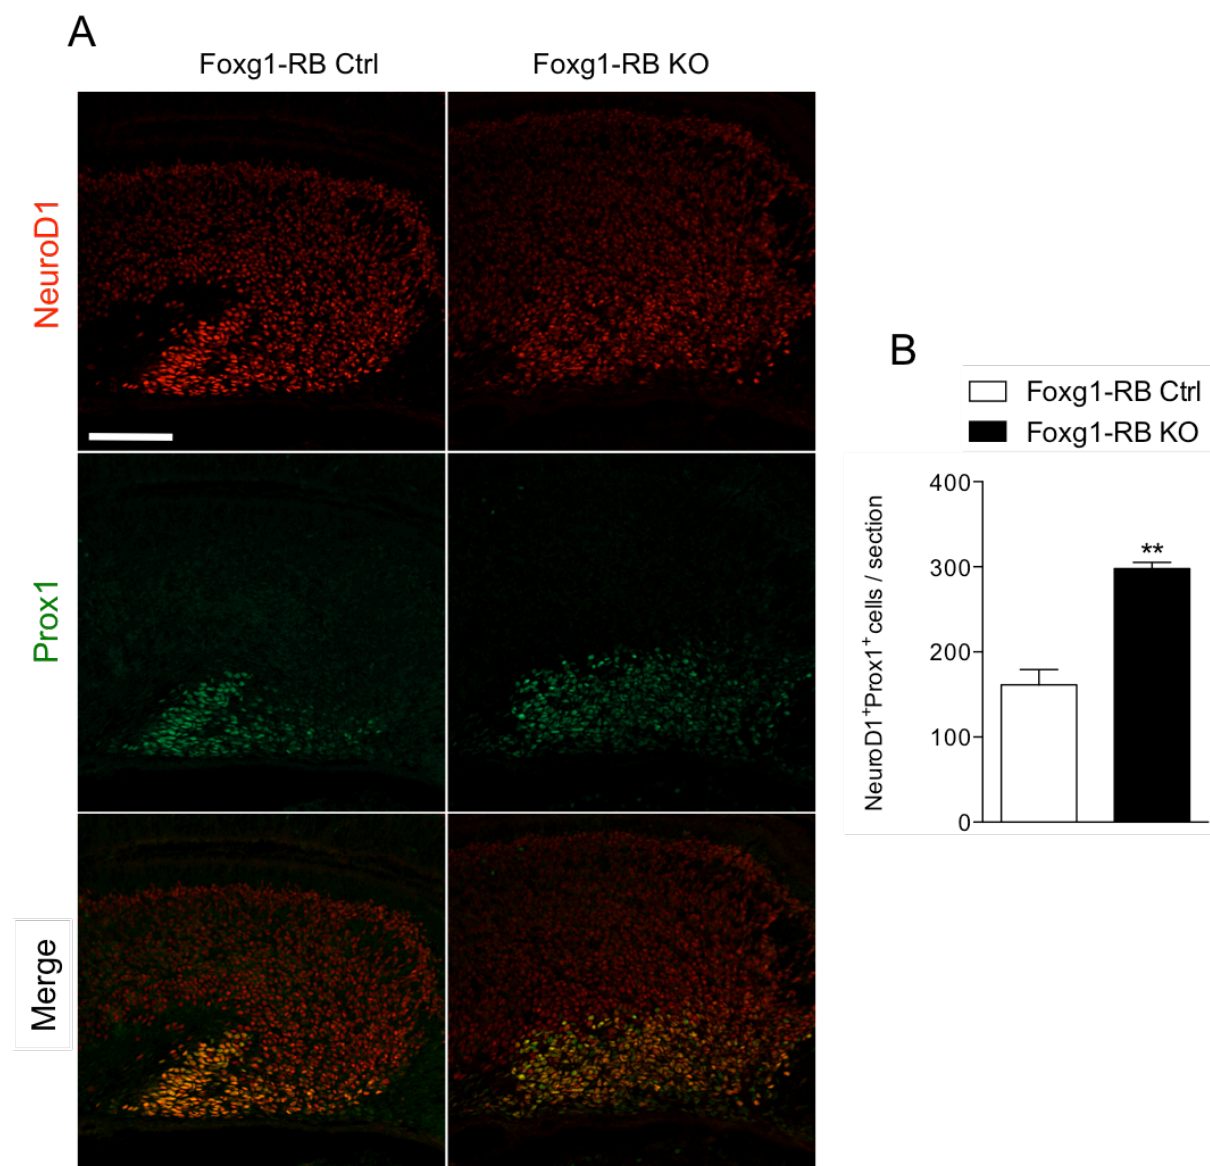 A
Foxg1-RB Ctrl
Foxg1-RB KO
NeuroD1
Prox1
Merge
B
Foxg1-RB Ctrl
Foxg1-RB KO
NeuroD1⁺Prox1⁺ cells / section
400
300
200
100
0
**